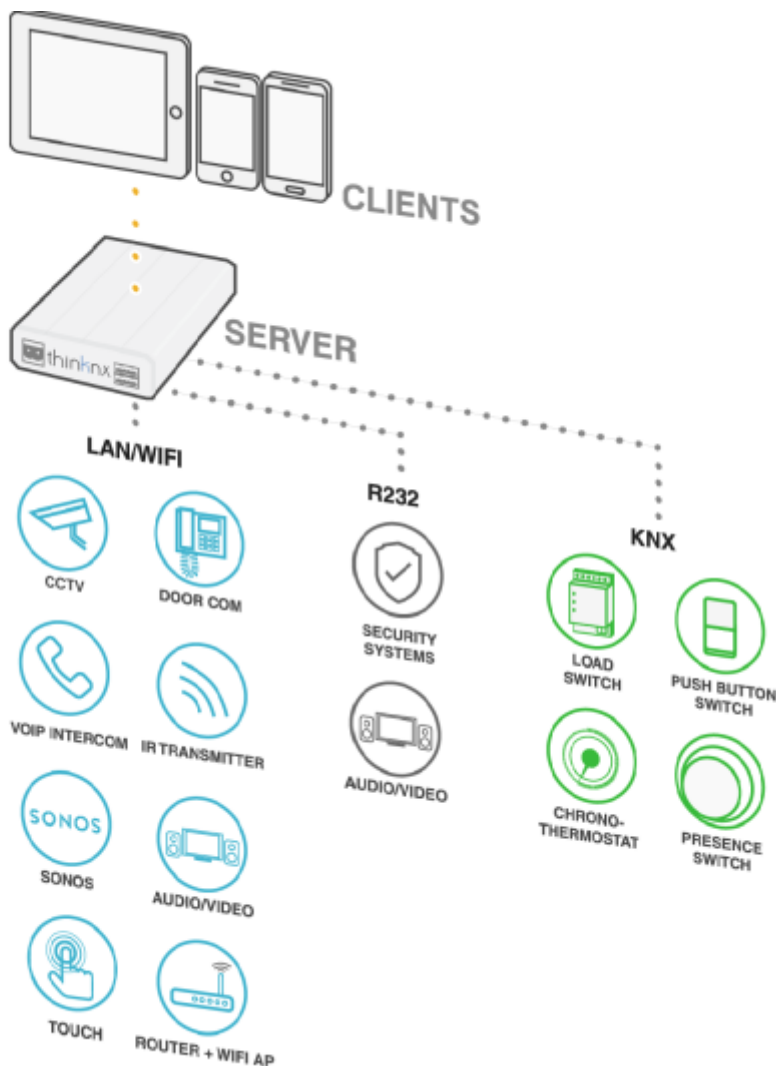 CLIENTS
SERVER
thinknx
LAN/WIFI
R232
KNX
CCTV
DOOR COM
SECURITY
SYSTEMS
LOAD
SWITCH
PUSH BUTTON
SWITCH
VOIP INTERCOM
IR TRANSMITTER
AUDIO/VIDEO
CHRONO-
THERMOSTAT
PRESENCE
SWITCH
SONOS
SONOS
AUDIO/VIDEO
TOUCH
ROUTER + WIFI AP